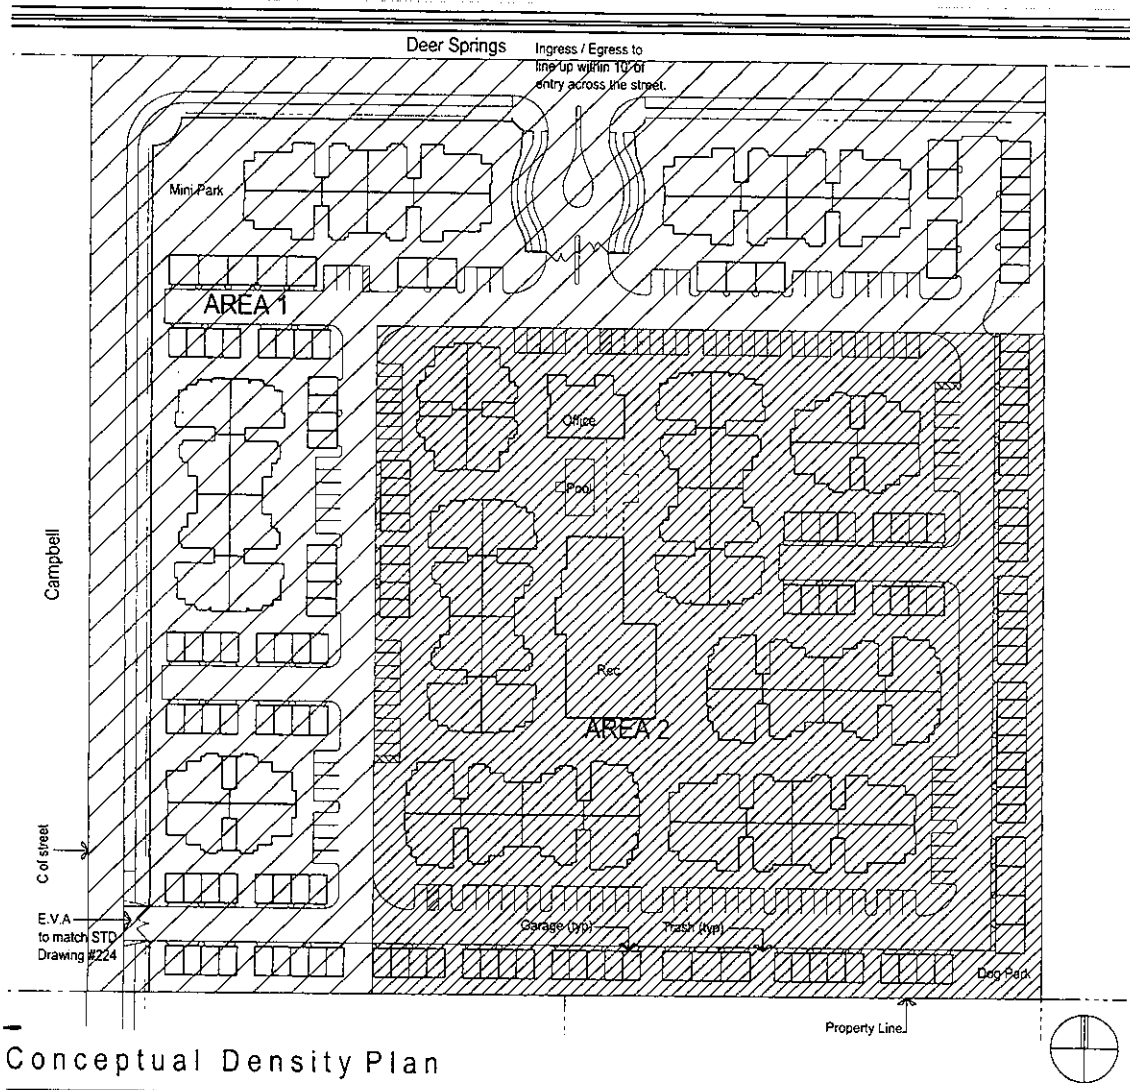 Deer Springs
Ingress / Egress to
line up within 10' of
entry across the street.
Mini Park
AREA 1
Office
Pool
Campbell
Rec
AREA 2
C of street
E.V.A
to match STD
Drawing #224
Garage (typ)
Trash (typ)
Dog Park
Property Line
Conceptual Density Plan